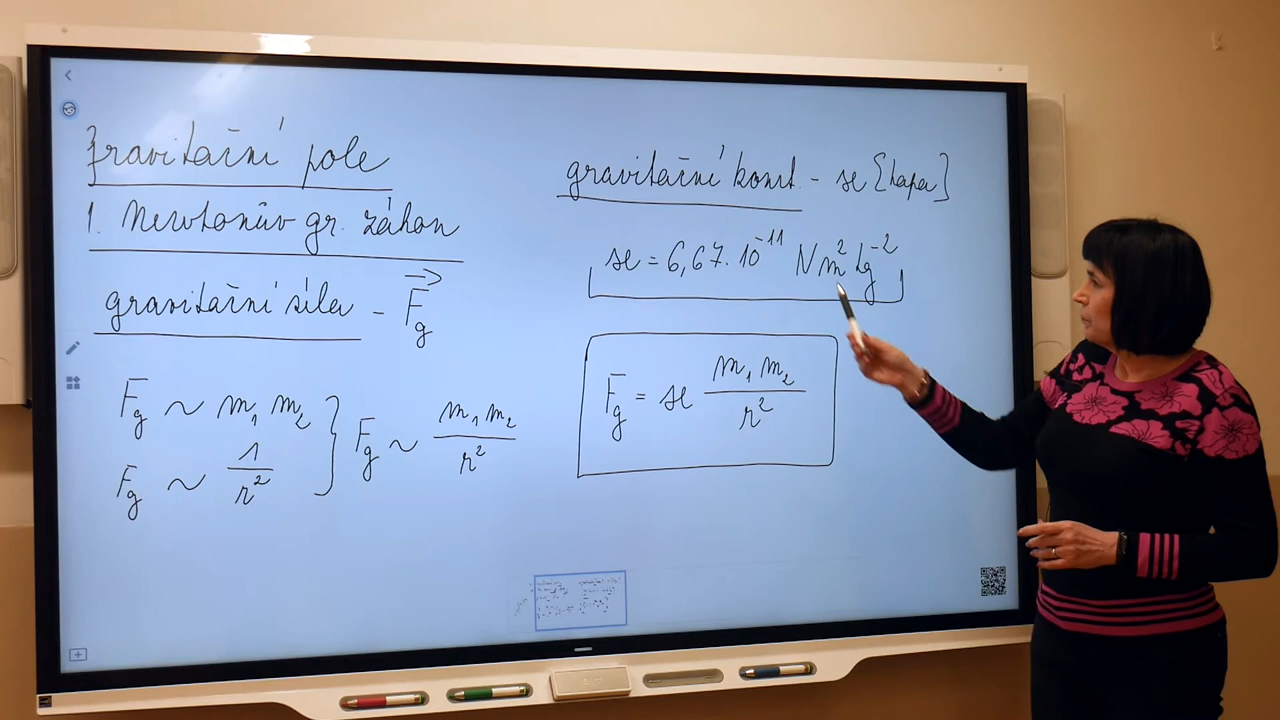 Gravitační pole
1. Newtonův gr. zákon
gravitační síla - F⃗g
Fg ~ m₁ m₂
Fg ~ 1/r²
} Fg ~ m₁ m₂/r²
gravitační konst. - ϰ [kapa]
ϰ = 6,67 . 10⁻¹¹ N m² kg⁻²
Fg = ϰ m₁ m₂/r²